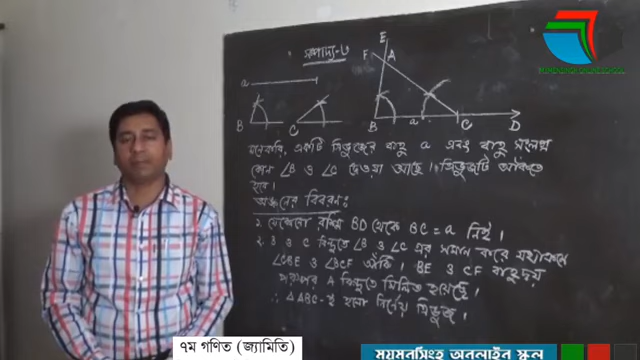 সম্পাদ্য-৩
E
F A
a
B C
B a C D
মনেকরি, একটি ত্রিভুজের বাহু a এবং বাহু সংলগ্ন
কোন ∠B ও ∠C দেওয়া আছে। ত্রিভুজটি আঁকতে
হবে।
অঙ্কনের বিবরণঃ
১. যেকোনো রশ্মি BD থেকে BC = a নিই।
২. B ও C বিন্দুতে ∠B ও ∠C এর সমান করে যথাক্রমে
∠CBE ও ∠BCF আঁকি। BE ও CF বাহুদ্বয়
পরস্পর A বিন্দুতে মিলিত হয়েছে।
∴ △ABC-ই হলো নির্ণেয় ত্রিভুজ।
৭ম গণিত (জ্যামিতি)
ময়মনসিংহ অনলাইন স্কুল